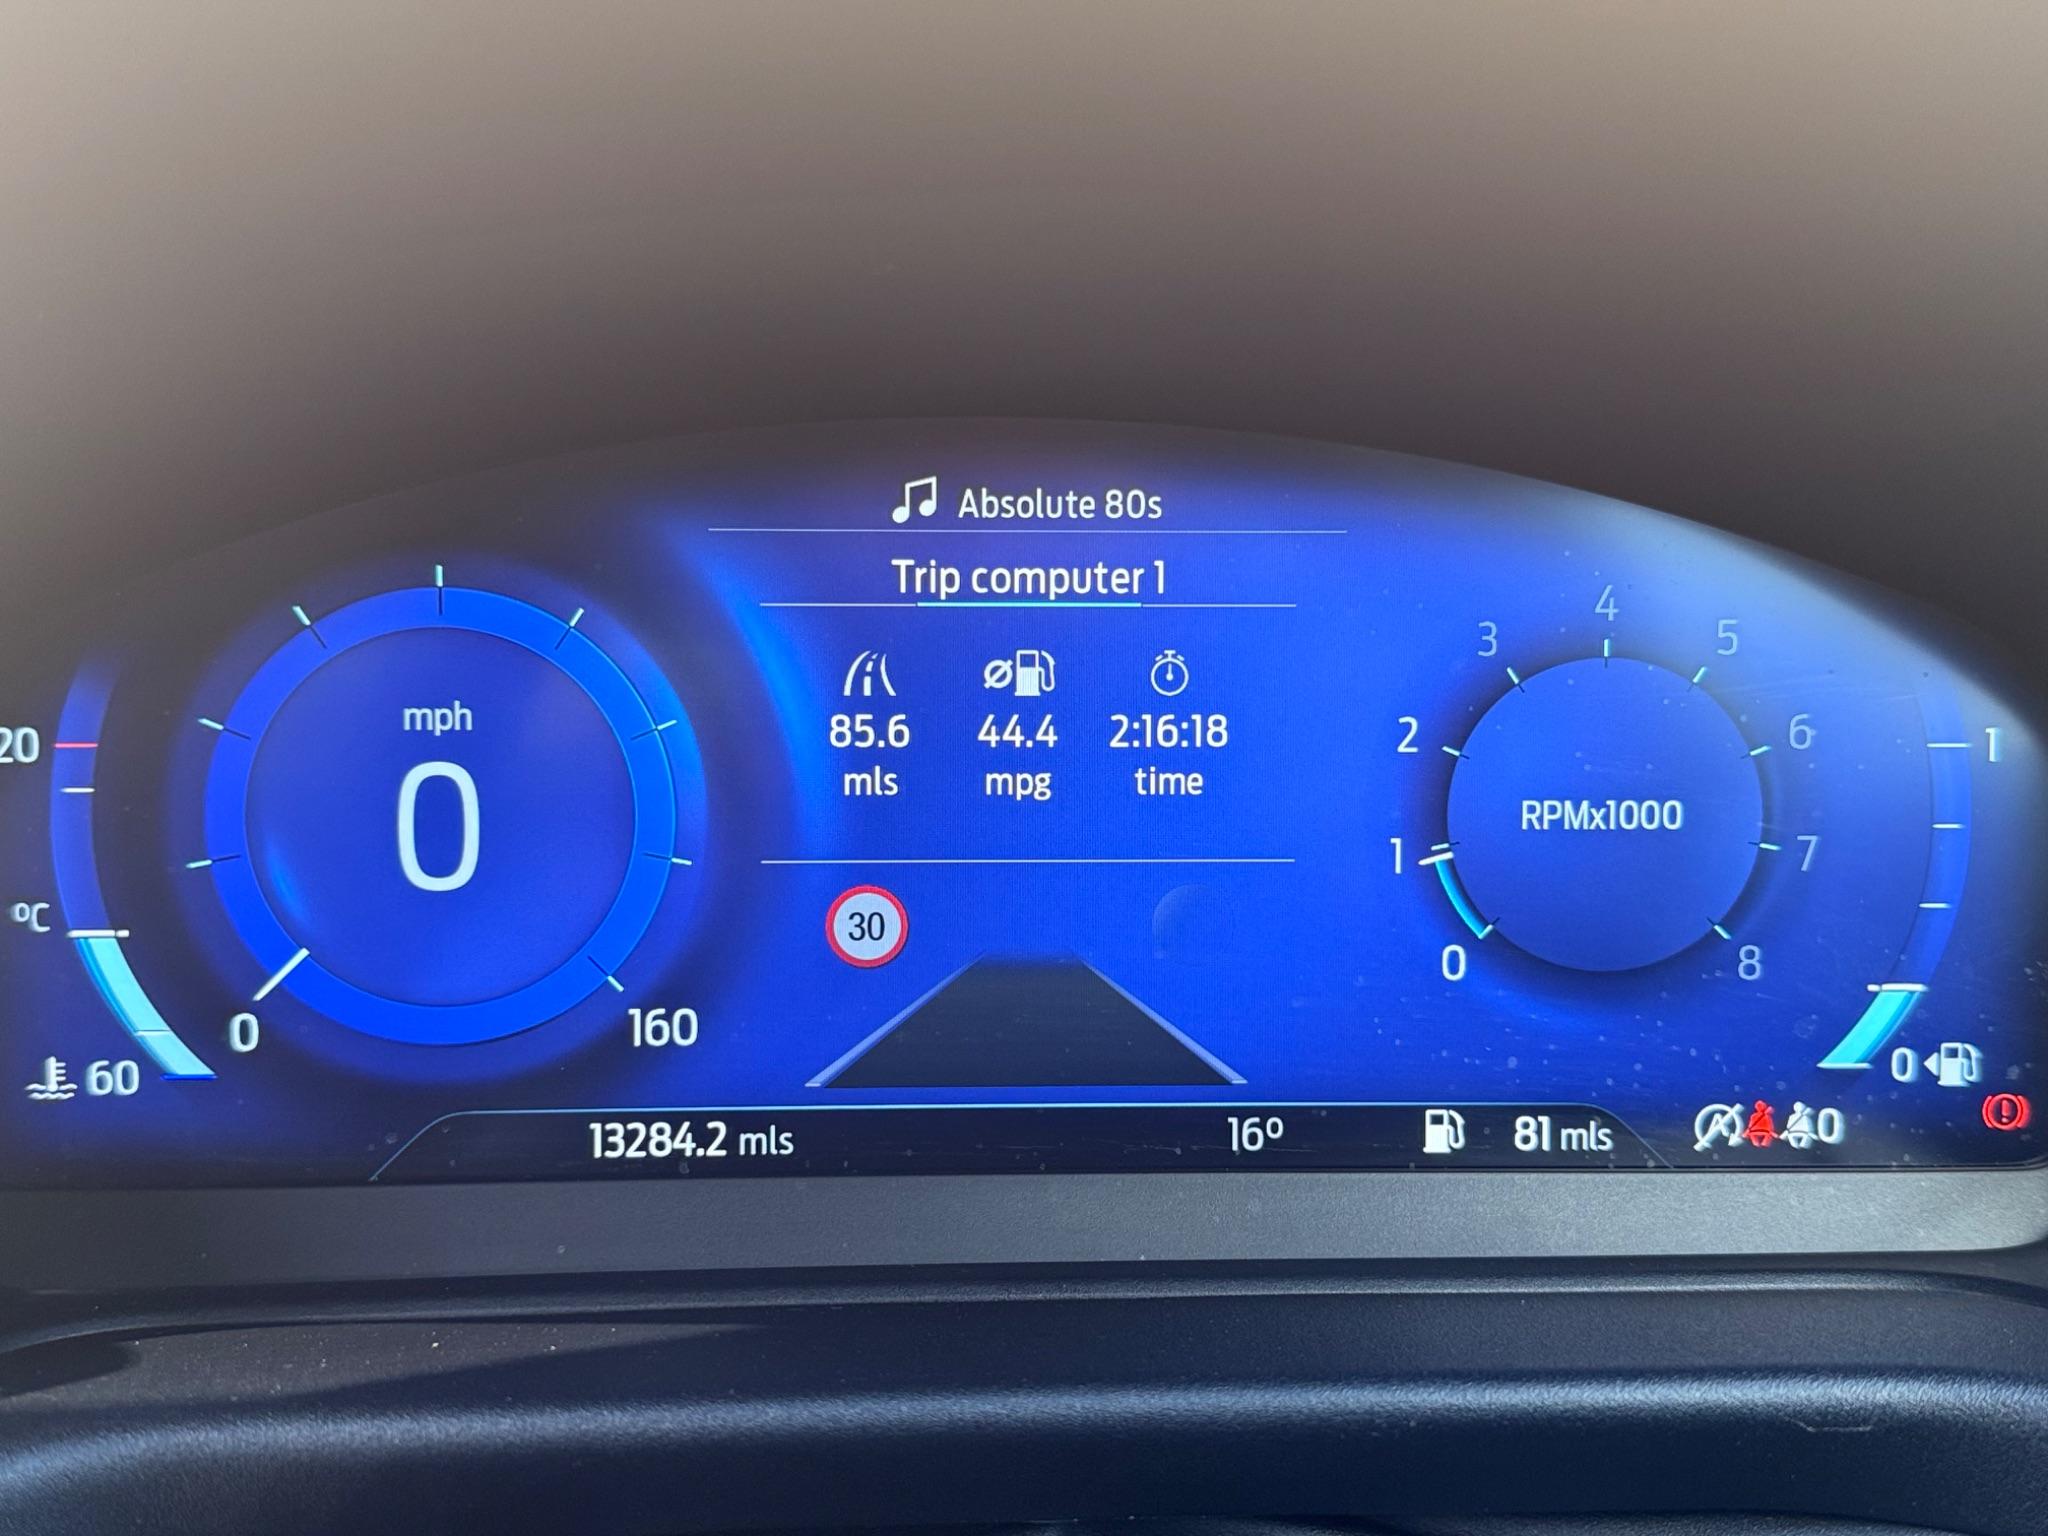 Absolute 80s
Trip computer 1
85.6 44.4 2:16:18
mls mpg time
mph
0
0 160
20
ºC
60
30
RPMx1000
0 1 2 3 4 5 6 7 8
1
0
13284.2 mls 16º 81 mls 0